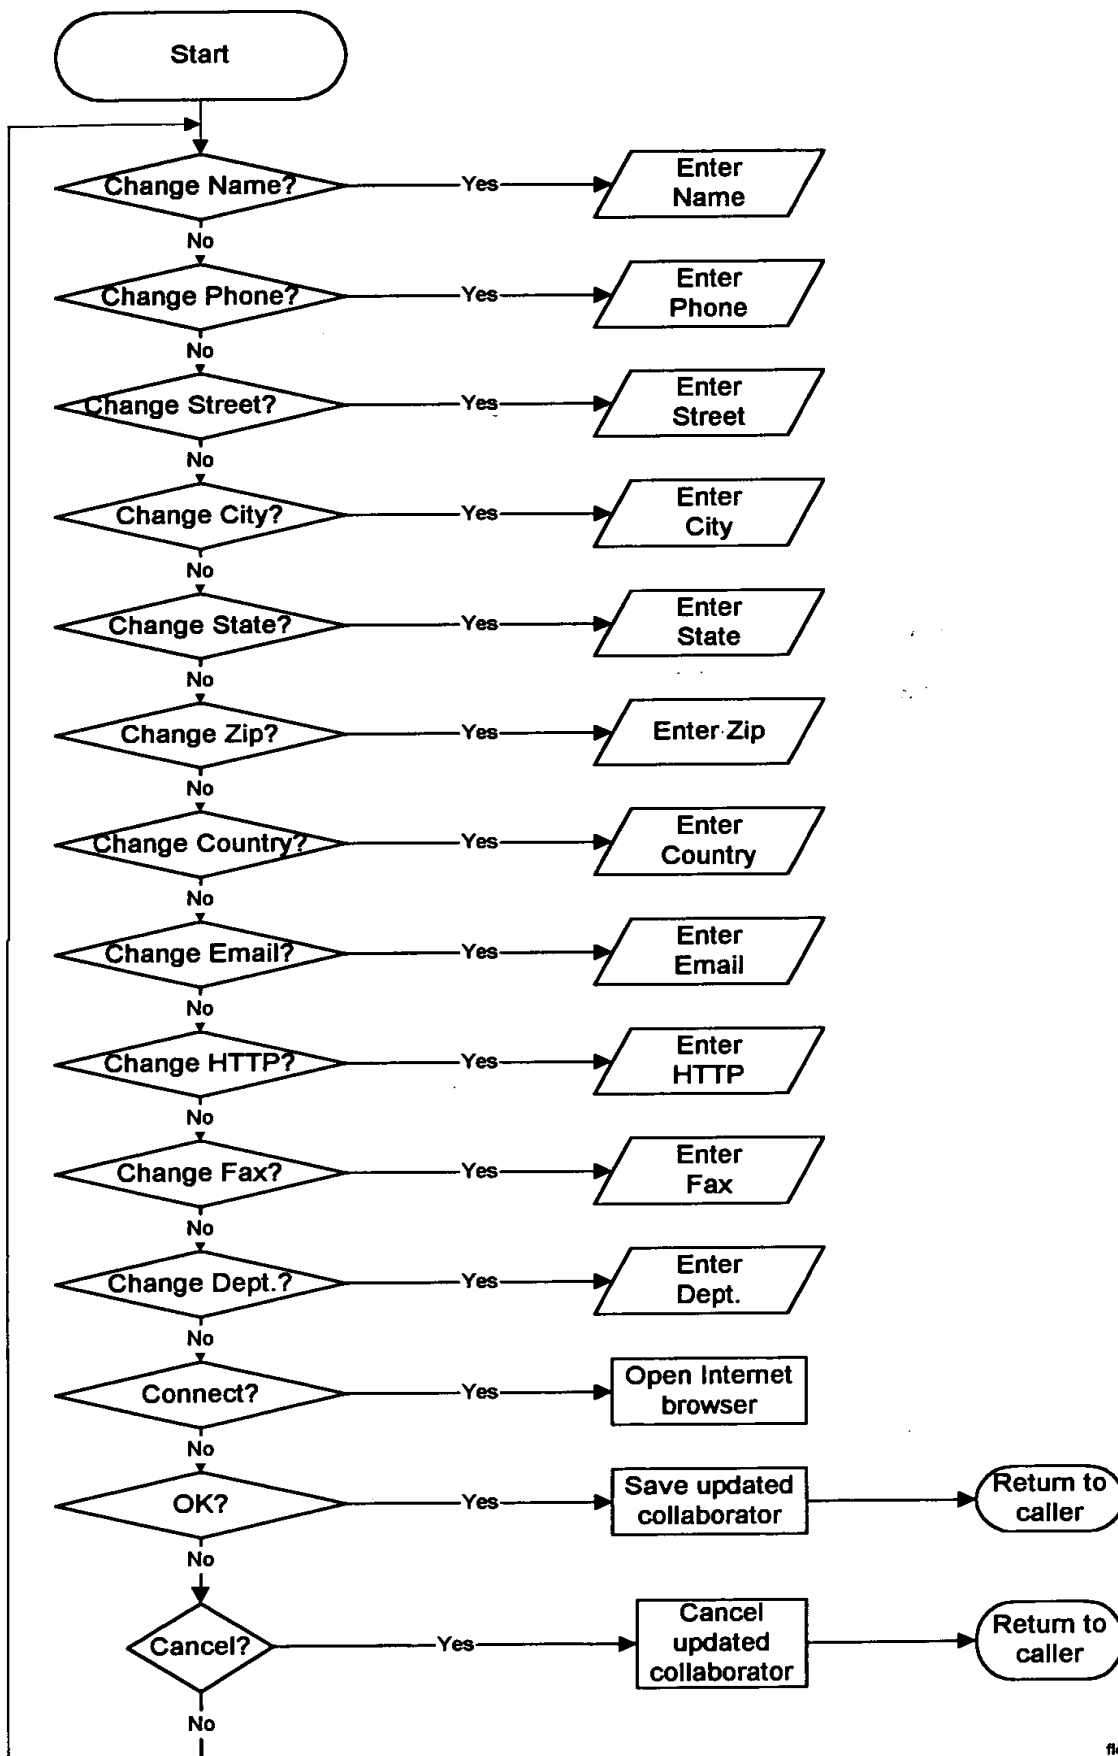 Start
Change Name?
Yes
Enter
Name
No
Change Phone?
Yes
Enter
Phone
No
Change Street?
Yes
Enter
Street
No
Change City?
Yes
Enter
City
No
Change State?
Yes
Enter
State
No
Change Zip?
Yes
Enter Zip
No
Change Country?
Yes
Enter
Country
No
Change Email?
Yes
Enter
Email
No
Change HTTP?
Yes
Enter
HTTP
No
Change Fax?
Yes
Enter
Fax
No
Change Dept.?
Yes
Enter
Dept.
No
Connect?
Yes
Open Internet
browser
No
OK?
Yes
Save updated
collaborator
Return to
caller
No
Cancel?
Yes
Cancel
updated
collaborator
Return to
caller
No